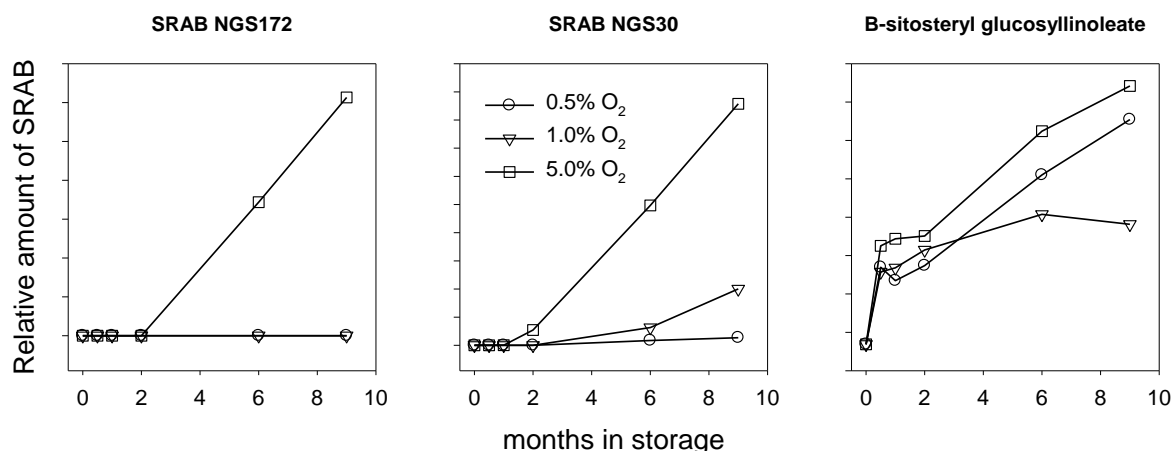 SRAB NGS172
SRAB NGS30
B-sitosteryl glucosyllinoleate
Relative amount of SRAB
0.5% O₂
1.0% O₂
5.0% O₂
0 2 4 6 8 10
0 2 4 6 8 10
0 2 4 6 8 10
months in storage